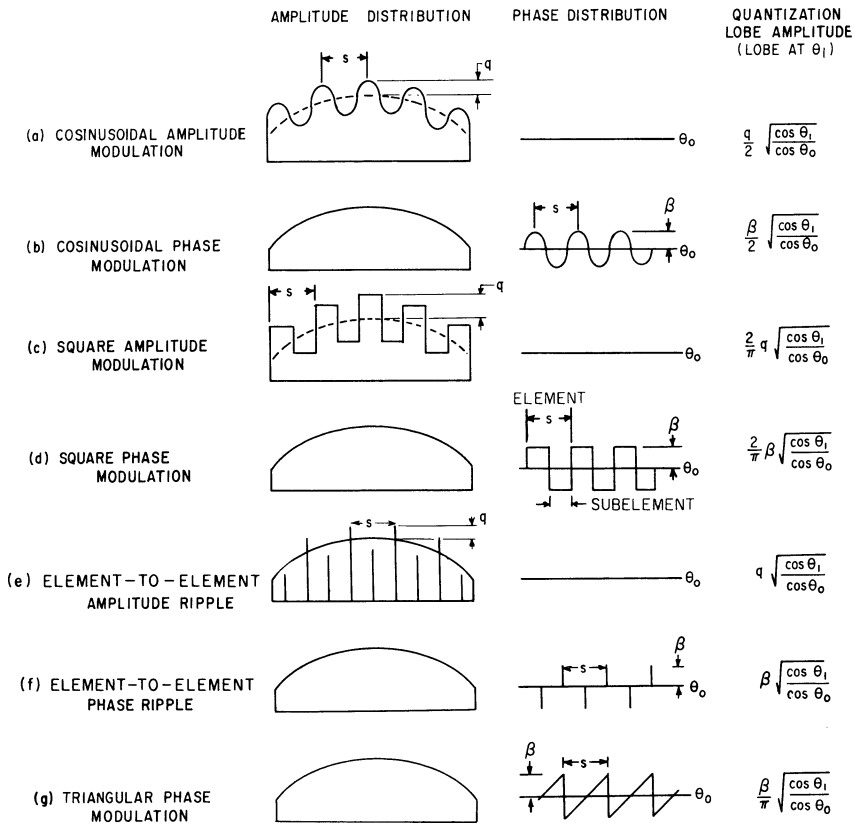 AMPLITUDE DISTRIBUTION PHASE DISTRIBUTION QUANTIZATION
LOBE AMPLITUDE
(LOBE AT θ₁)
s q
(a) COSINUSOIDAL AMPLITUDE
MODULATION
θ₀
q/2 √(cos θ₁/cos θ₀)
(b) COSINUSOIDAL PHASE
MODULATION
s β
θ₀
β/2 √(cos θ₁/cos θ₀)
s q
(c) SQUARE AMPLITUDE
MODULATION
θ₀
2/π q √(cos θ₁/cos θ₀)
ELEMENT
s β
(d) SQUARE PHASE
MODULATION
θ₀
SUBELEMENT
2/π β √(cos θ₁/cos θ₀)
s q
(e) ELEMENT-TO-ELEMENT
AMPLITUDE RIPPLE
θ₀
q √(cos θ₁/cos θ₀)
(f) ELEMENT-TO-ELEMENT
PHASE RIPPLE
s β
θ₀
β √(cos θ₁/cos θ₀)
β s
(g) TRIANGULAR PHASE
MODULATION
θ₀
β/π √(cos θ₁/cos θ₀)